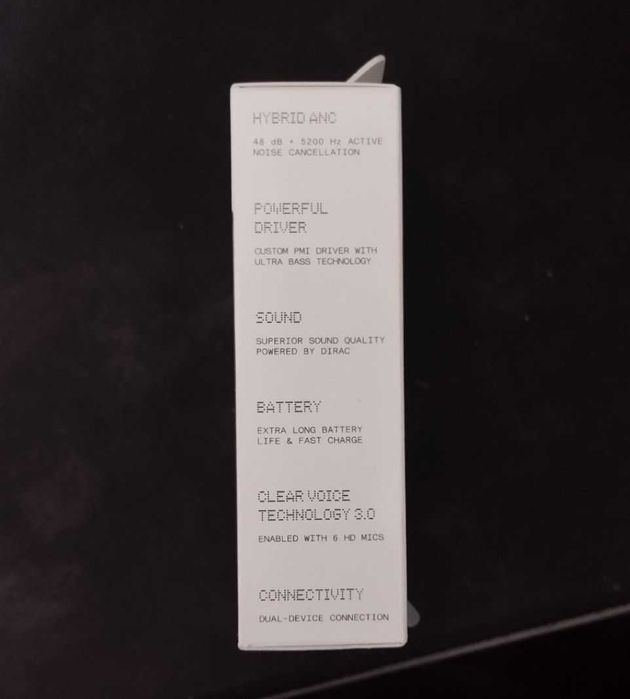 HYBRID ANC
48 dB + 5200 Hz ACTIVE
NOISE CANCELLATION
POWERFUL
DRIVER
CUSTOM PMI DRIVER WITH
ULTRA BASS TECHNOLOGY
SOUND
SUPERIOR SOUND QUALITY
POWERED BY DIRAC
BATTERY
EXTRA LONG BATTERY
LIFE & FAST CHARGE
CLEAR VOICE
TECHNOLOGY 3.0
ENABLED WITH 6 HD MICS
CONNECTIVITY
DUAL-DEVICE CONNECTION